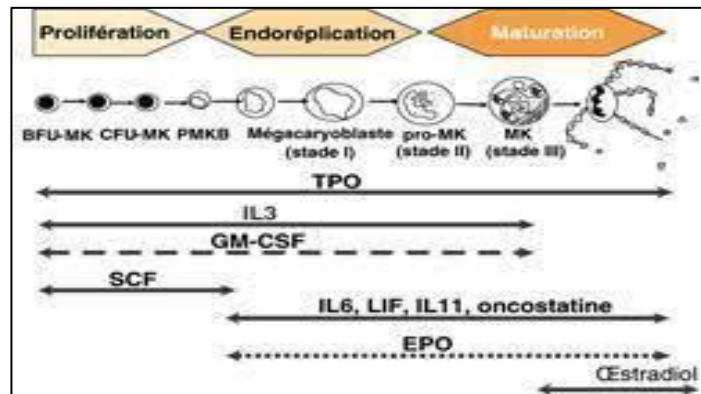 Prolifération Endoréplication Maturation
BFU-MK CFU-MK PMKB Mégacaryoblaste pro-MK MK
(stade I) (stade II) (stade III)
TPO
IL3
GM-CSF
SCF
IL6, LIF, IL11, oncostatine
EPO
Œstradiol